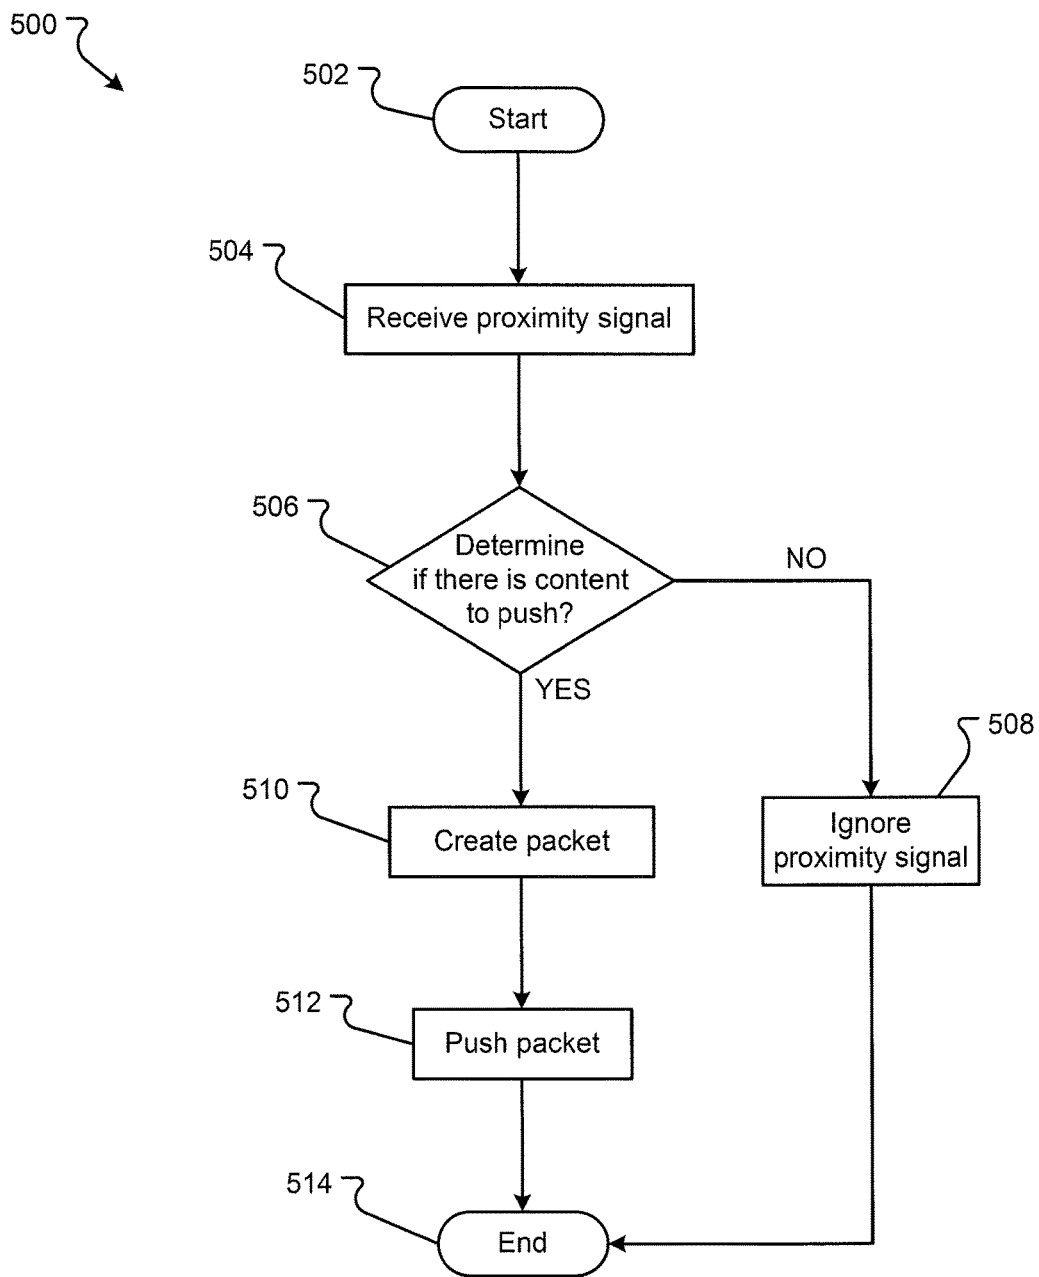 500
502
Start
504
Receive proximity signal
506
Determine
if there is content
to push?
NO
YES
508
Ignore
proximity signal
510
Create packet
512
Push packet
514
End